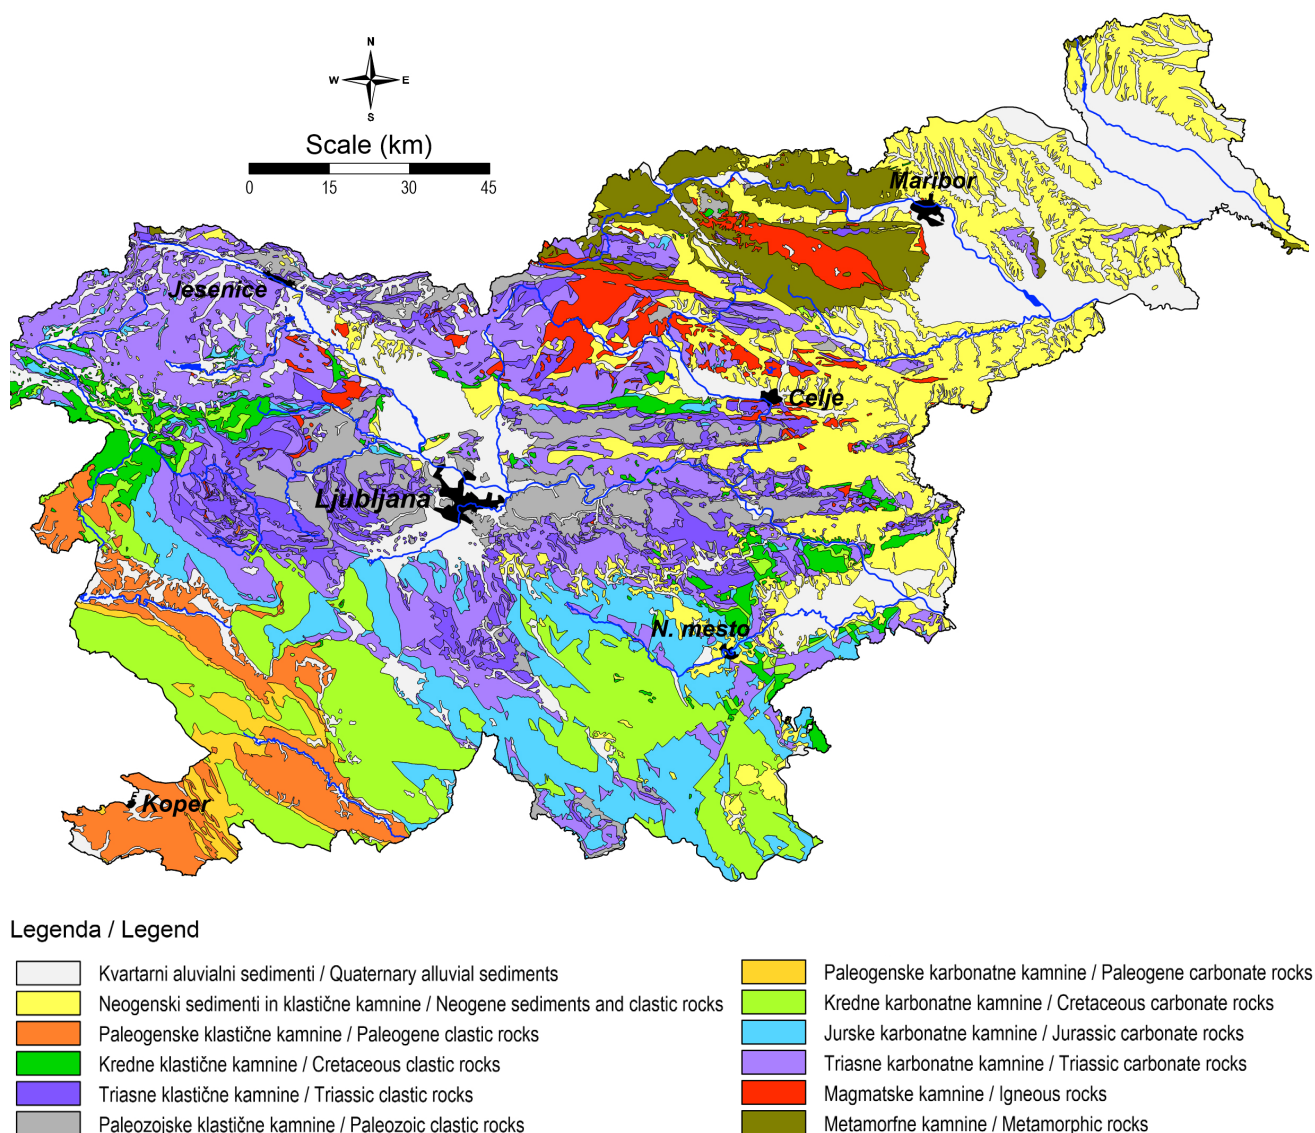 N
W E
S
Scale (km)
0 15 30 45
Maribor
Jesenice
Celje
Ljubljana
N. mesto
Koper
Legenda / Legend
Kvartarni aluvialni sedimenti / Quaternary alluvial sediments
Neogenski sedimenti in klastične kamnine / Neogene sediments and clastic rocks
Paleogenske klastične kamnine / Paleogene clastic rocks
Kredne klastične kamnine / Cretaceous clastic rocks
Triasne klastične kamnine / Triassic clastic rocks
Paleozojske klastične kamnine / Paleozoic clastic rocks
Paleogenske karbonatne kamnine / Paleogene carbonate rocks
Kredne karbonatne kamnine / Cretaceous carbonate rocks
Jurske karbonatne kamnine / Jurassic carbonate rocks
Triasne karbonatne kamnine / Triassic carbonate rocks
Magmatske kamnine / Igneous rocks
Metamorfne kamnine / Metamorphic rocks